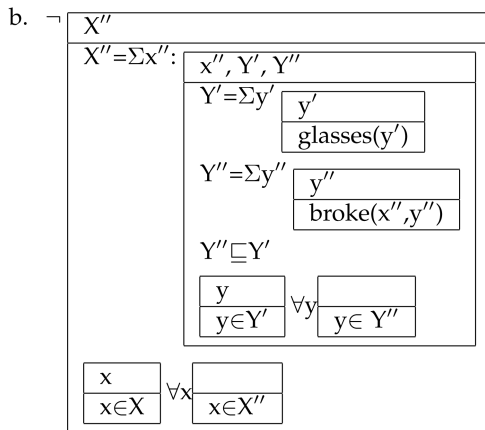 b. ¬ X″
X″=Σx″: x″, Y′, Y″
Y′=Σy′ y′
glasses(y′)
Y″=Σy″ y″
broke(x″,y″)
Y″⊑Y′
y
y∈Y′ ∀y y∈ Y″
x
x∈X ∀x x∈X″